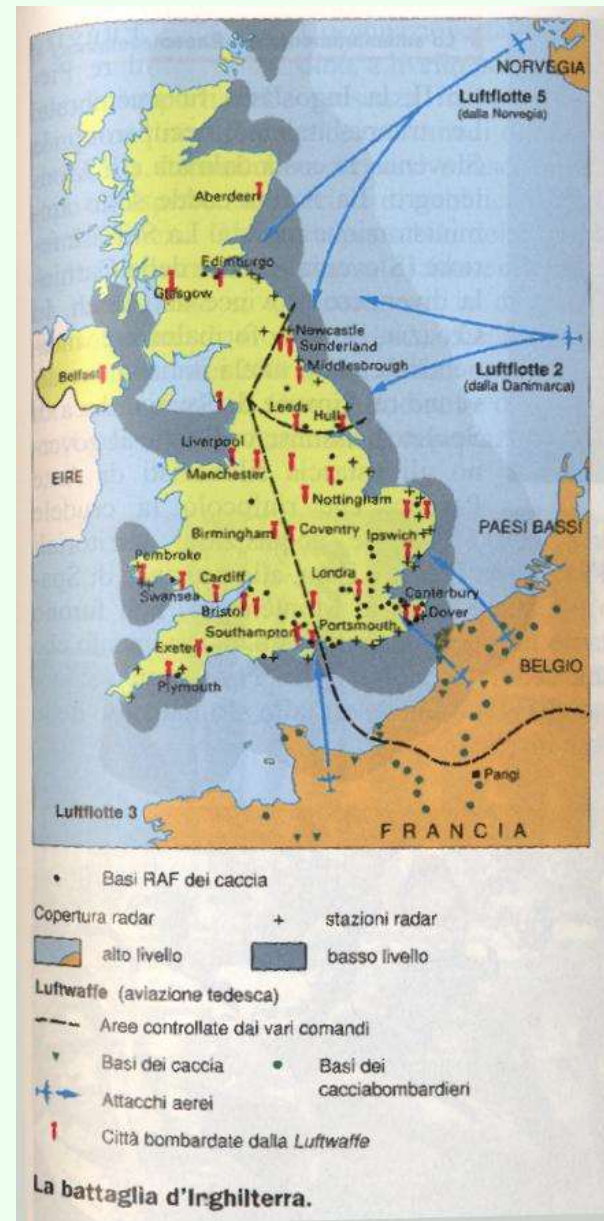 NORVEGIA
Luftflotte 5
(dalla Norvegia)
Aberdeen
Edimburgo
Glasgow
Newcastle
Sunderland
Middlesbrough
Belfast
Luftflotte 2
(dalla Danimarca)
Leeds
Hull
Liverpool
Manchester
EIRE
Nottingham
PAESI BASSI
Birmingham
Coventry
Ipswich
Pembroke
Cardiff
Londra
Swansea
Canterbury
Bristol
Dover
Southampton
Portsmouth
BELGIO
Exeter
Plymouth
Parigi
Luftflotte 3
FRANCIA
Basi RAF dei caccia
Copertura radar
stazioni radar
alto livello
basso livello
Luftwaffe (aviazione tedesca)
Aree controllate dai vari comandi
Basi dei caccia
Basi dei
cacciabombardieri
Attacchi aerei
Città bombardate dalla Luftwaffe
La battaglia d'Inghilterra.